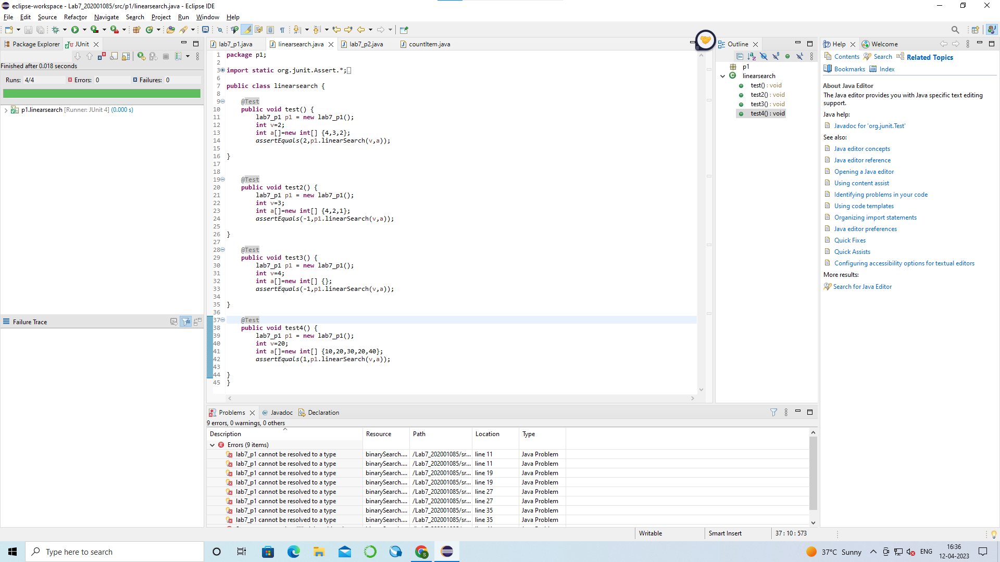 eclipse-workspace - Lab7_202001085/src/p1/linearsearch.java - Eclipse IDE
File Edit Source Refactor Navigate Search Project Run Window Help
Package Explorer JUnit
Finished after 0.018 seconds
Runs: 4/4 Errors: 0 Failures: 0
p1.linearsearch [Runner: JUnit 4] (0.000 s)
Failure Trace
lab7_p1.java linearsearch.java lab7_p2.java countItem.java
1 package p1;
2
3 import static org.junit.Assert.*;
6
7 public class linearsearch {
8
9 @Test
10 public void test() {
11 lab7_p1 p1 = new lab7_p1();
12 int v=2;
13 int a[]=new int[] {4,3,2};
14 assertEquals(2,p1.linearSearch(v,a));
15
16 }
17
18
19 @Test
20 public void test2() {
21 lab7_p1 p1 = new lab7_p1();
22 int v=3;
23 int a[]=new int[] {4,2,1};
24 assertEquals(-1,p1.linearSearch(v,a));
25
26 }
27
28 @Test
29 public void test3() {
30 lab7_p1 p1 = new lab7_p1();
31 int v=4;
32 int a[]=new int[] {};
33 assertEquals(-1,p1.linearSearch(v,a));
34
35 }
36
37 @Test
38 public void test4() {
39 lab7_p1 p1 = new lab7_p1();
40 int v=20;
41 int a[]=new int[] {10,20,30,20,40};
42 assertEquals(1,p1.linearSearch(v,a));
43
44 }
45 }
Outline
p1
linearsearch
test() : void
test2() : void
test3() : void
test4() : void
Help Welcome
Contents Search Related Topics
Bookmarks Index
About Java Editor
The Java editor provides you with Java specific text editing
support.
Java help:
Javadoc for 'org.junit.Test'
See also:
Java editor concepts
Java editor reference
Opening a Java editor
Using content assist
Identifying problems in your code
Using code templates
Organizing import statements
Java editor preferences
Quick Fixes
Quick Assists
Configuring accessibility options for textual editors
More results:
Search for Java Editor
Problems Javadoc Declaration
9 errors, 0 warnings, 0 others
Description Resource Path Location Type
Errors (9 items)
lab7_p1 cannot be resolved to a type binarySearch.... /Lab7_202001085/sr... line 11 Java Problem
lab7_p1 cannot be resolved to a type binarySearch.... /Lab7_202001085/sr... line 11 Java Problem
lab7_p1 cannot be resolved to a type binarySearch.... /Lab7_202001085/sr... line 19 Java Problem
lab7_p1 cannot be resolved to a type binarySearch.... /Lab7_202001085/sr... line 19 Java Problem
lab7_p1 cannot be resolved to a type binarySearch.... /Lab7_202001085/sr... line 27 Java Problem
lab7_p1 cannot be resolved to a type binarySearch.... /Lab7_202001085/sr... line 27 Java Problem
lab7_p1 cannot be resolved to a type binarySearch.... /Lab7_202001085/sr... line 35 Java Problem
lab7_p1 cannot be resolved to a type binarySearch.... /Lab7_202001085/sr... line 35 Java Problem
Writable Smart Insert 37 : 10 : 573
Type here to search
37°C Sunny ENG 16:36
12-04-2023